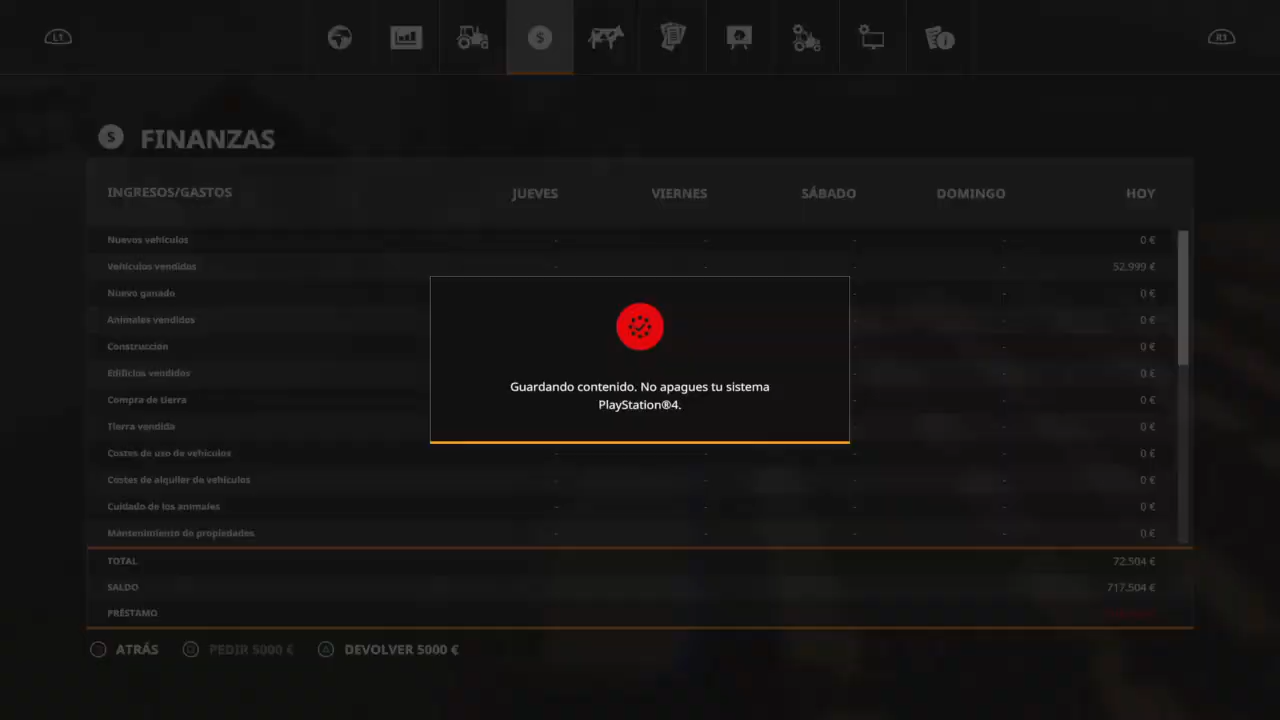 L1
R1
FINANZAS
INGRESOS/GASTOS JUEVES VIERNES SÁBADO DOMINGO HOY
Nuevos vehículos - - - - 0 €
Vehículos vendidos - - - - 52.999 €
Nuevo ganado - - 0 €
Animales vendidos - - 0 €
Construcción - - 0 €
Edificios vendidos - - 0 €
Compra de tierra - - 0 €
Tierra vendida - - 0 €
Costes de uso de vehículos - - - - 0 €
Costes de alquiler de vehículos - - - - 0 €
Cuidado de los animales - - - - 0 €
Mantenimiento de propiedades - - - - 0 €
TOTAL 72.504 €
SALDO 717.504 €
PRÉSTAMO
Guardando contenido. No apagues tu sistema
PlayStation®4.
ATRÁS PEDIR 5000 € DEVOLVER 5000 €